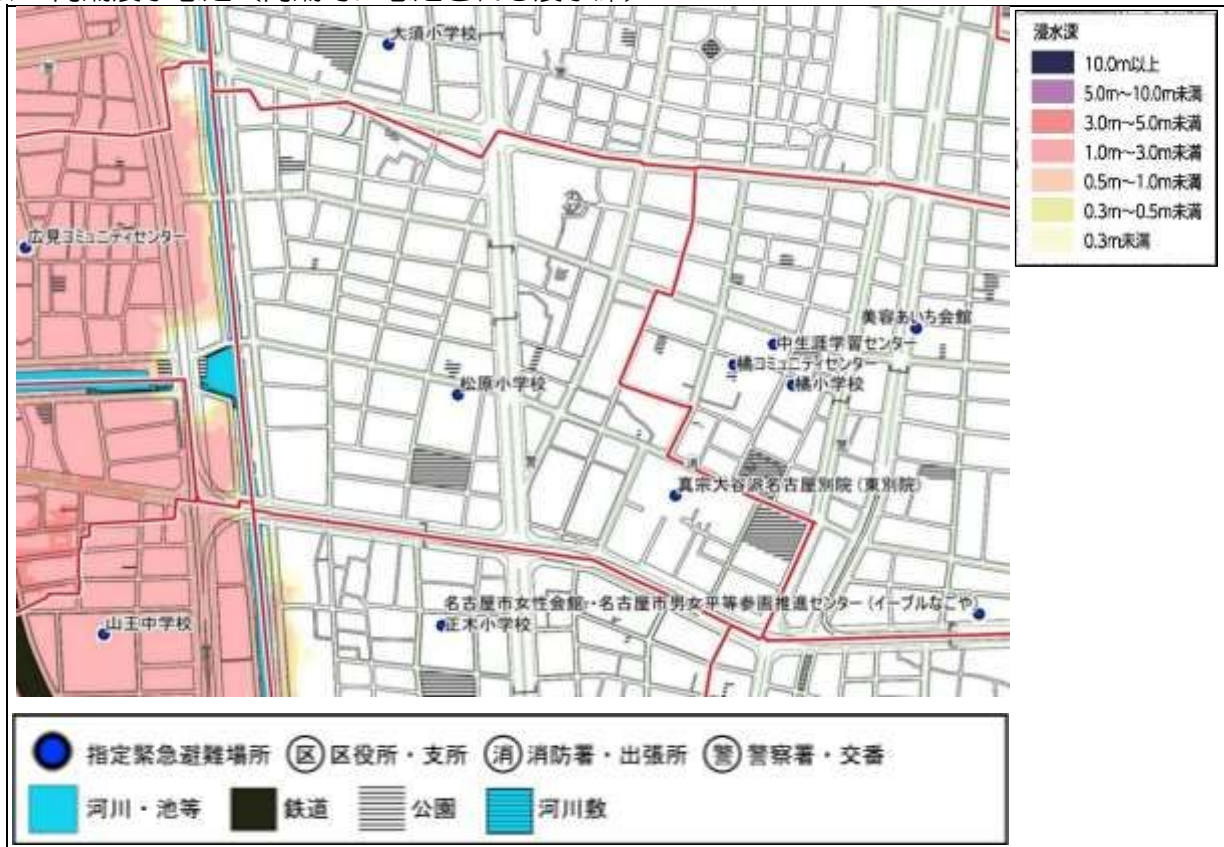 大須小学校
広見コミュニティセンター
美容あいち会館
中生涯学習センター
橘コミュニティセンター
橘小学校
松原小学校
真宗大谷派名古屋別院（東別院）
名古屋市女性会館・名古屋市男女平等参画推進センター（イーブルなごや）
山王中学校
正木小学校
浸水深
10.0m以上
5.0m～10.0m未満
3.0m～5.0m未満
1.0m～3.0m未満
0.5m～1.0m未満
0.3m～0.5m未満
0.3m未満
指定緊急避難場所 区 区役所・支所 消 消防署・出張所 警 警察署・交番
河川・池等 鉄道 公園 河川敷